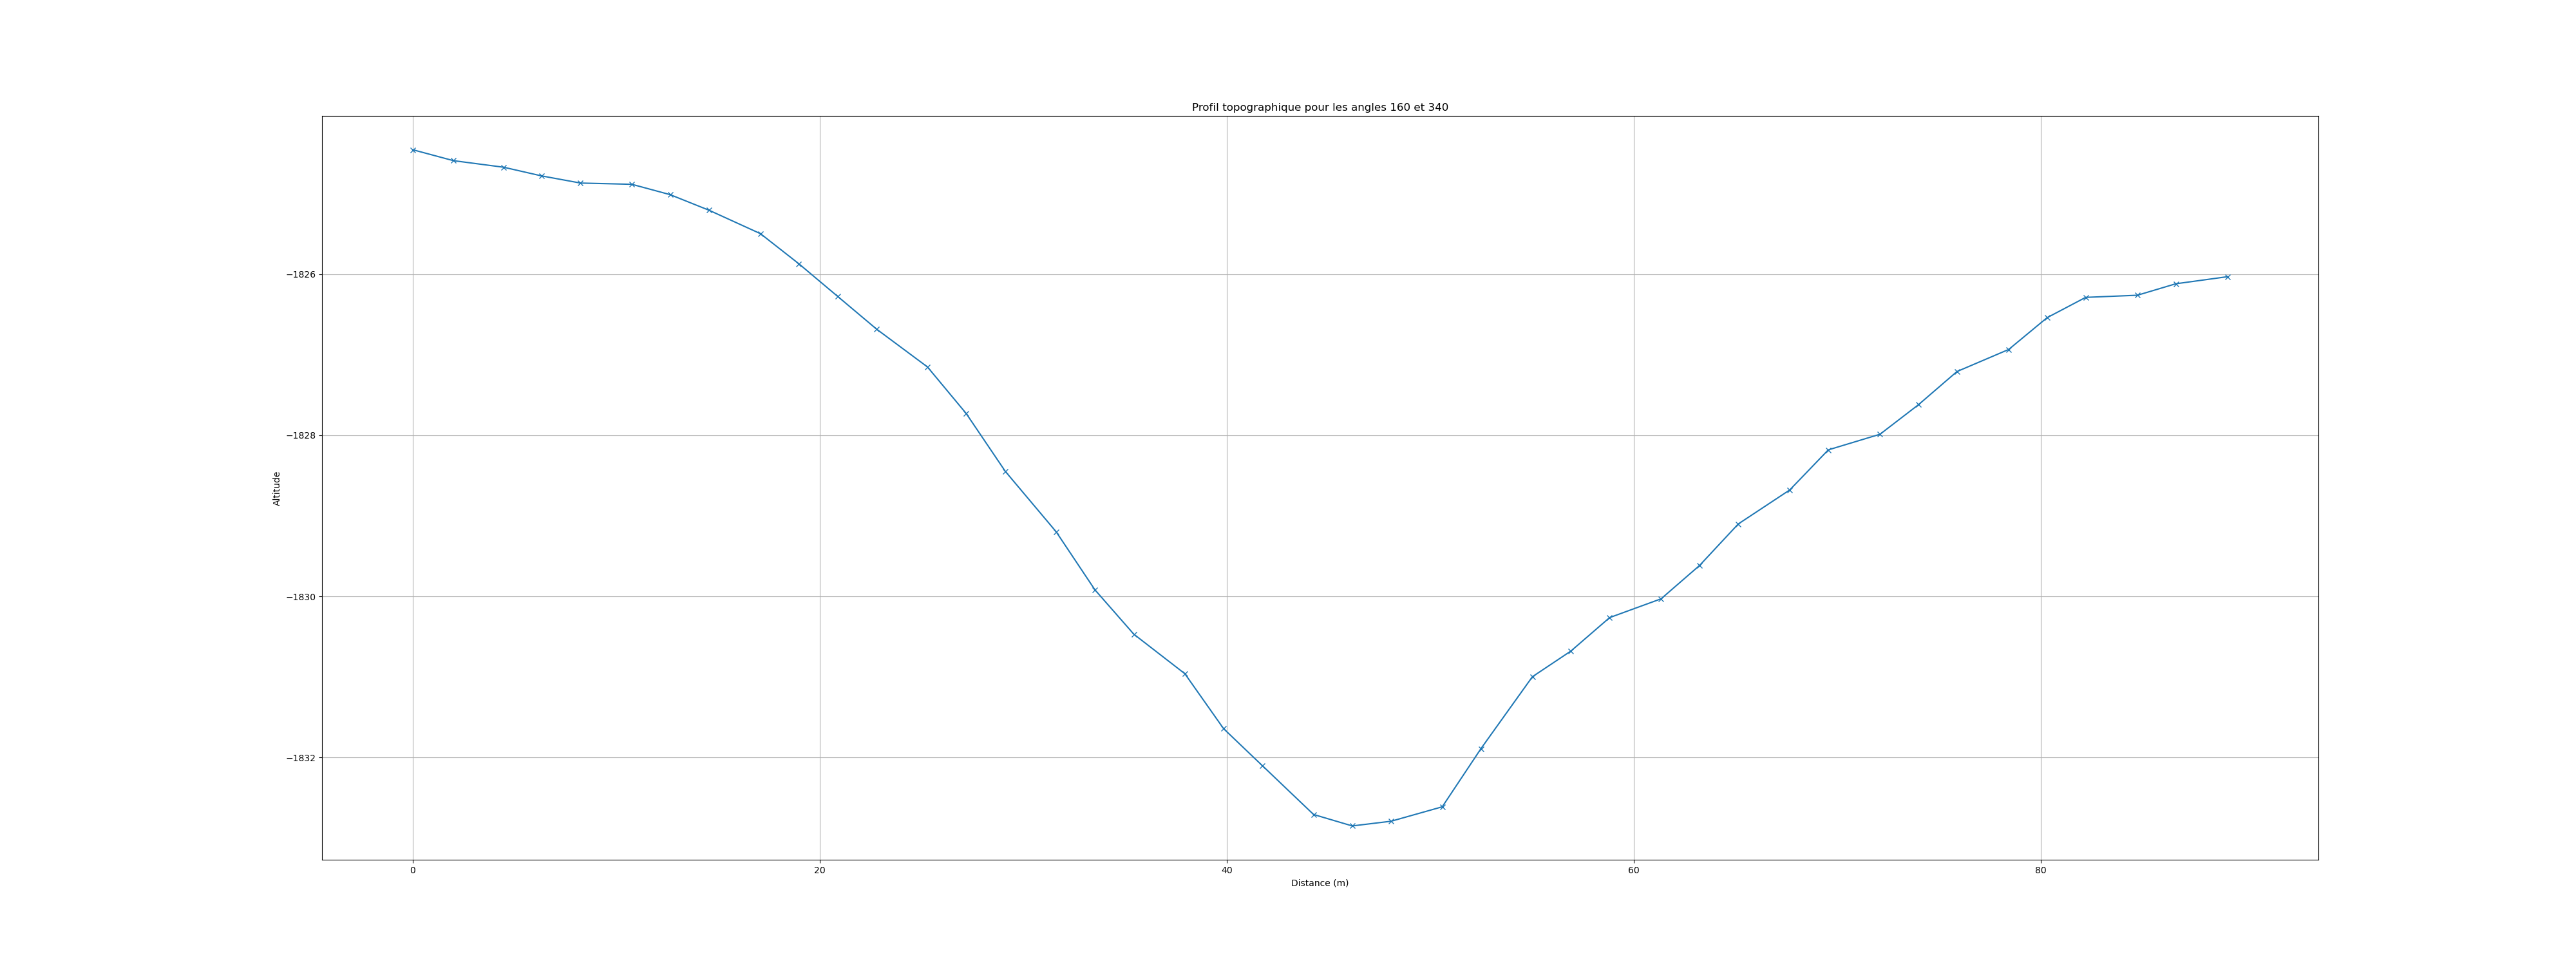 Profil topographique pour les angles 160 et 340
−1826
−1828
−1830
−1832
Altitude
0 20 40 60 80
Distance (m)